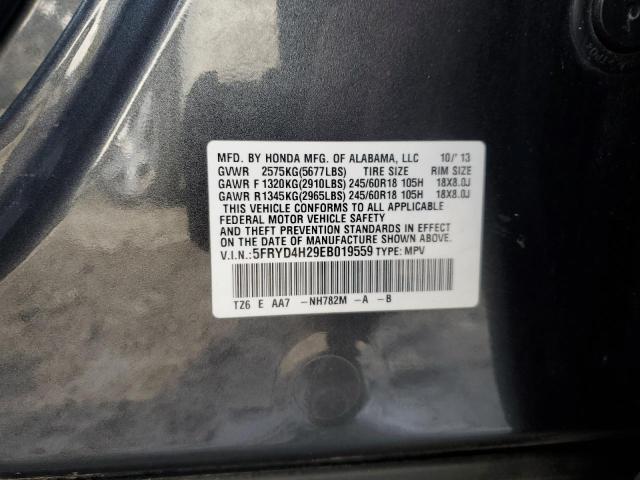 MFD. BY HONDA MFG. OF ALABAMA, LLC 10/'13
GVWR 2575KG(5677LBS) TIRE SIZE RIM SIZE
GAWR F 1320KG(2910LBS) 245/60R18 105H 18X8.0J
GAWR R1345KG(2965LBS) 245/60R18 105H 18X8.0J
THIS VEHICLE CONFORMS TO ALL APPLICABLE
FEDERAL MOTOR VEHICLE SAFETY
AND THEFT PREVENTION STANDARDS IN EFFECT
ON THE DATE OF MANUFACTURE SHOWN ABOVE.
V.I.N.:5FRYD4H29EB019559 TYPE: MPV
TZ6 E AA7 -NH782M -A -B